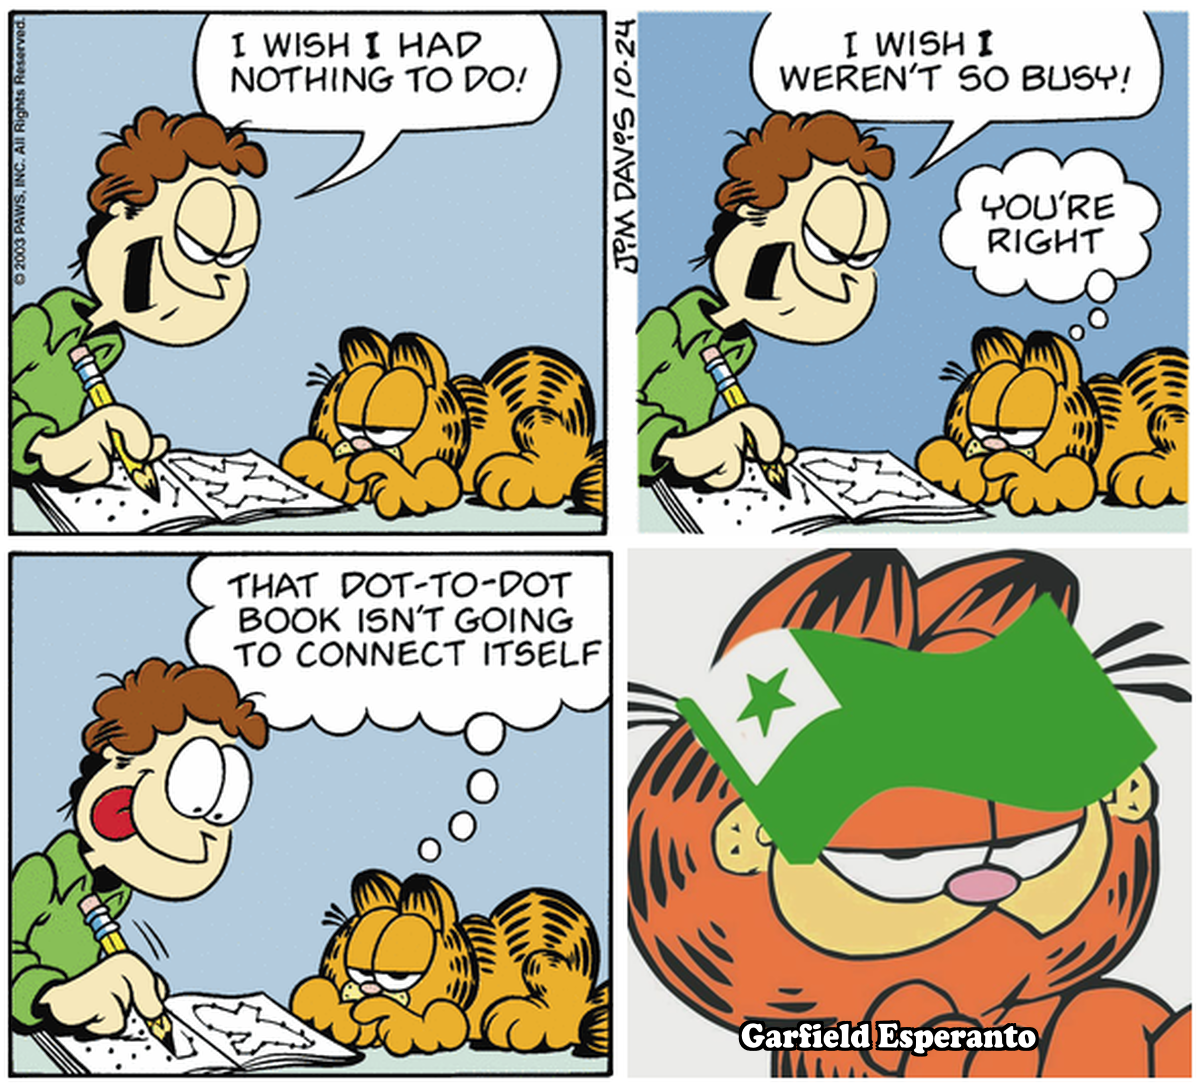 I WISH I HAD
NOTHING TO DO!
© 2003 PAWS, INC. All Rights Reserved.
I WISH I
WEREN'T SO BUSY!
YOU'RE
RIGHT
JIM DAVIS 10-24
THAT DOT-TO-DOT
BOOK ISN'T GOING
TO CONNECT ITSELF
Garfield Esperanto